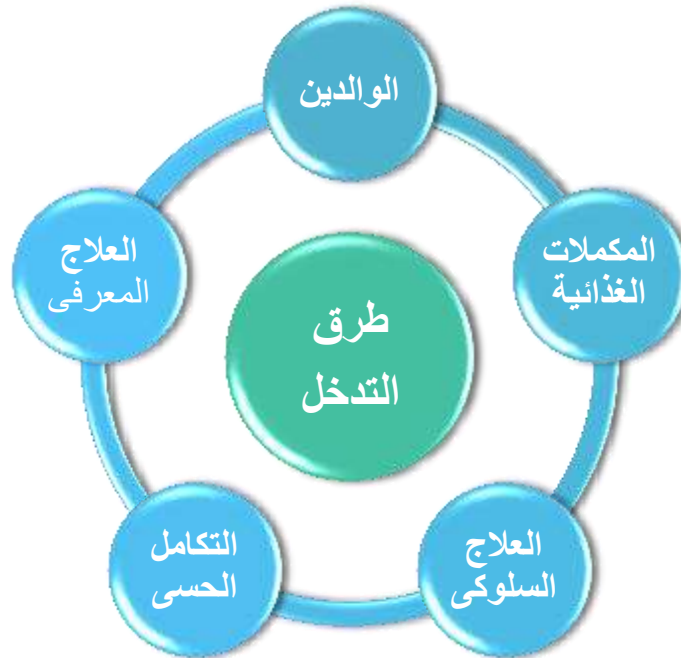 الوالدين
المكملات
الغذائية
العلاج
السلوكى
التكامل
الحسى
العلاج
المعرفى
طرق
التدخل